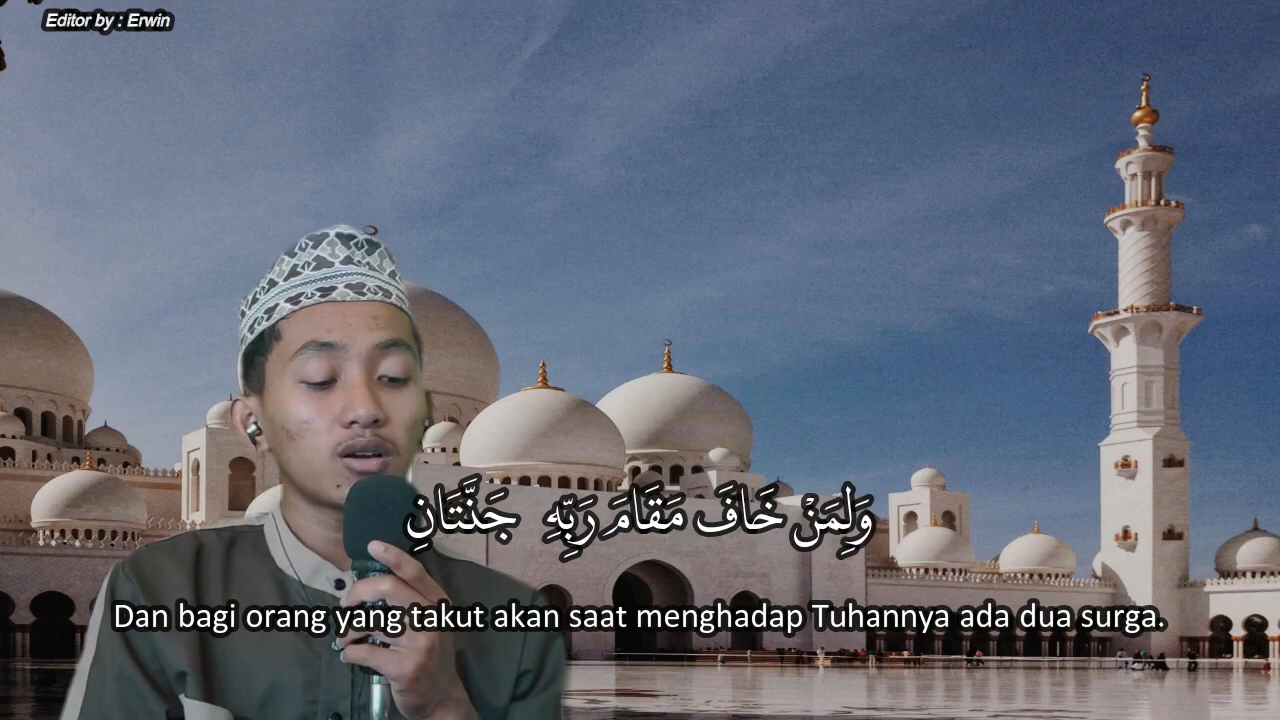 Editor by : Erwin
وَلِمَنْ خَافَ مَقَامَ رَبِّهِ جَنَّتَانِ
Dan bagi orang yang takut akan saat menghadap Tuhannya ada dua surga.